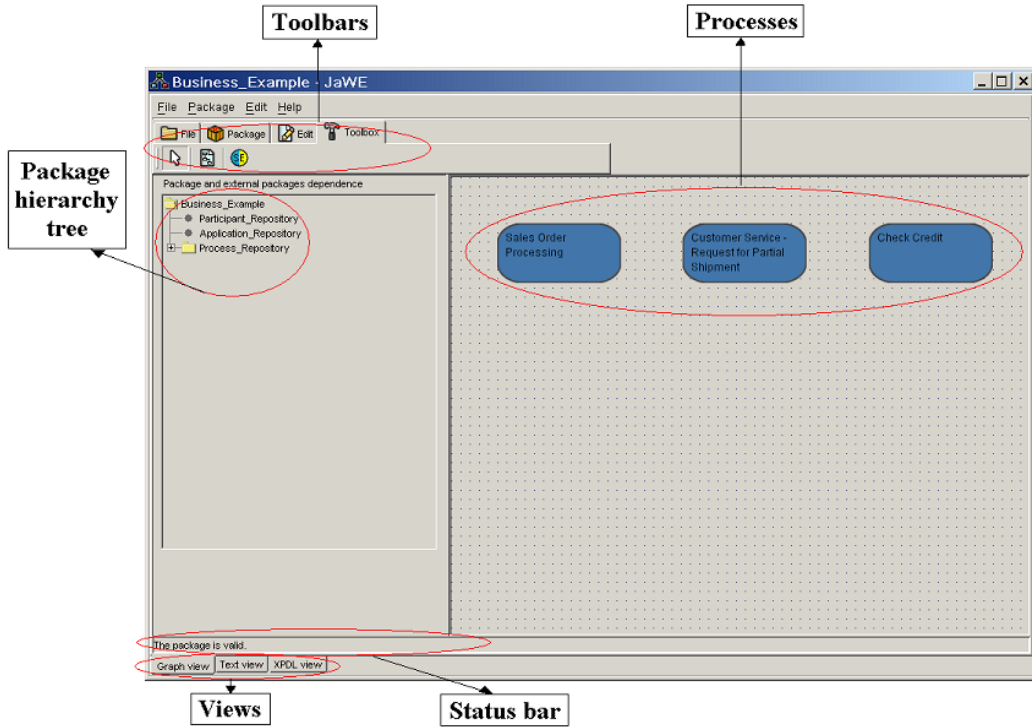 Toolbars
Processes
Business_Example - JaWE
File Package Edit Help
File Package Edit Toolbox
SE
Package
hierarchy
tree
Package and external packages dependence
Business_Example
Participant_Repository
Application_Repository
Process_Repository
Sales Order
Processing
Customer Service -
Request for Partial
Shipment
Check Credit
The package is valid.
Graph view Text view XPDL view
Views
Status bar